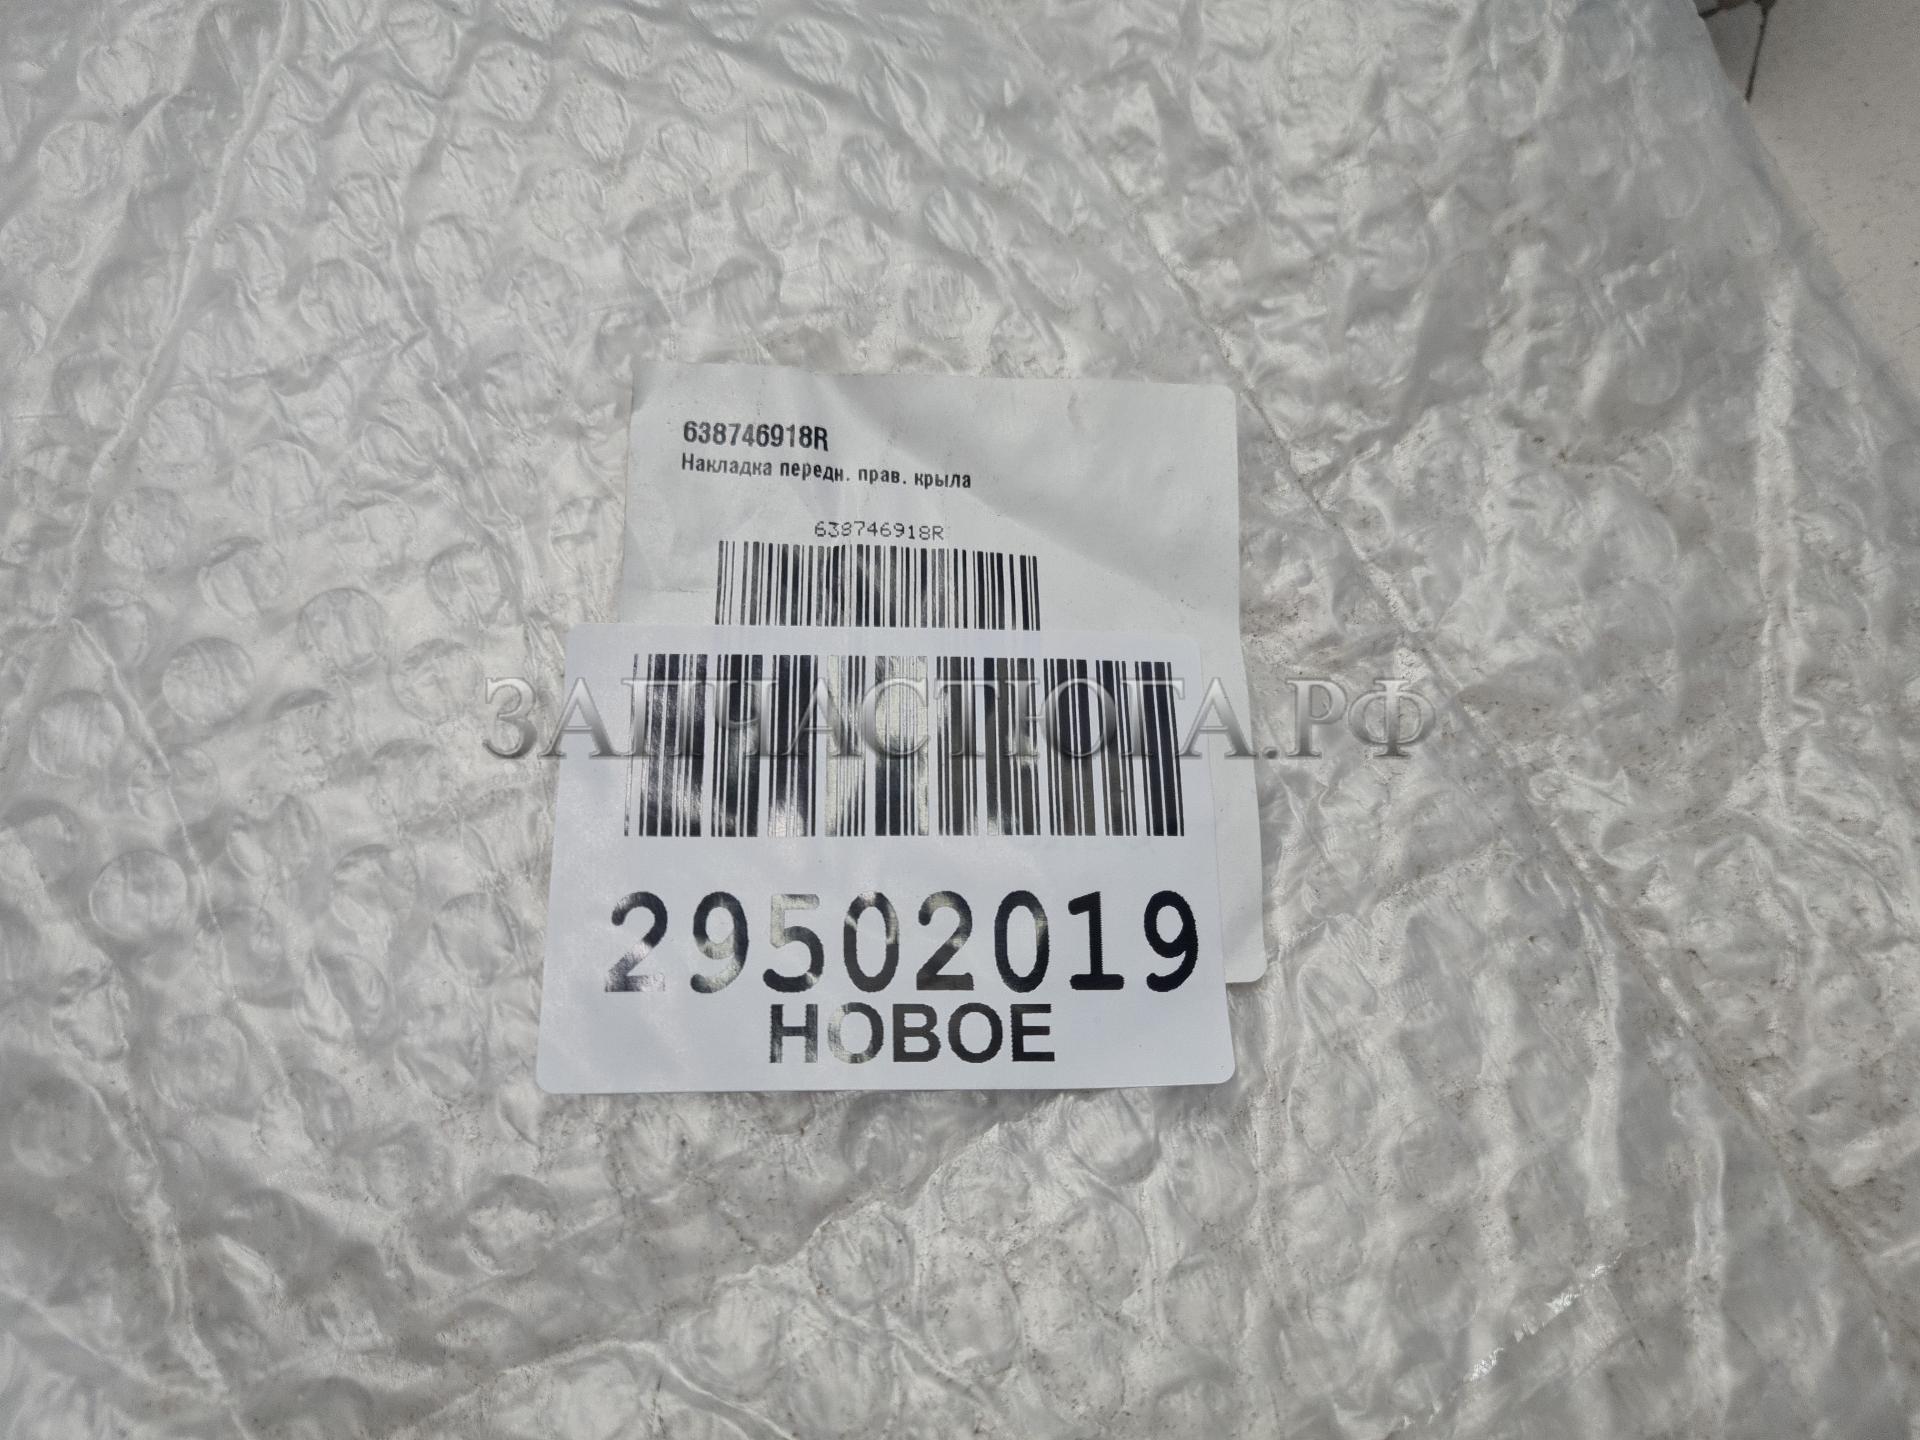 638746918R
Накладка передн. прав. крыла
638746918R
ЗАПЧАСТЮГА.РФ
29502019
НОВОЕ